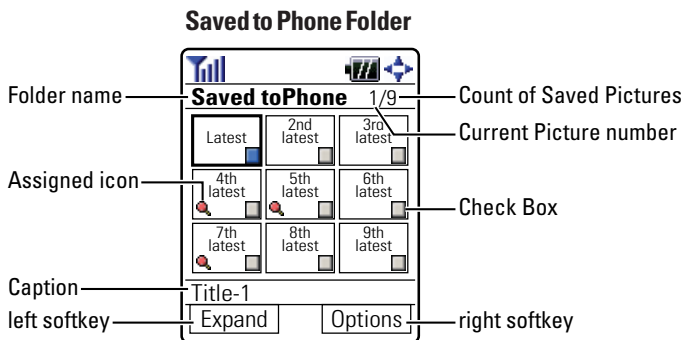 Saved to Phone Folder
Folder name
Saved toPhone 1/9
Count of Saved Pictures
Current Picture number
Latest
2nd
latest
3ro
latest
Assigned icon
4th
latest
5th
latest
6th
latest
Check Box
7th
latest
8th
latest
9th
latest
Caption
Title-1
left softkey
Expand
Options
right softkey